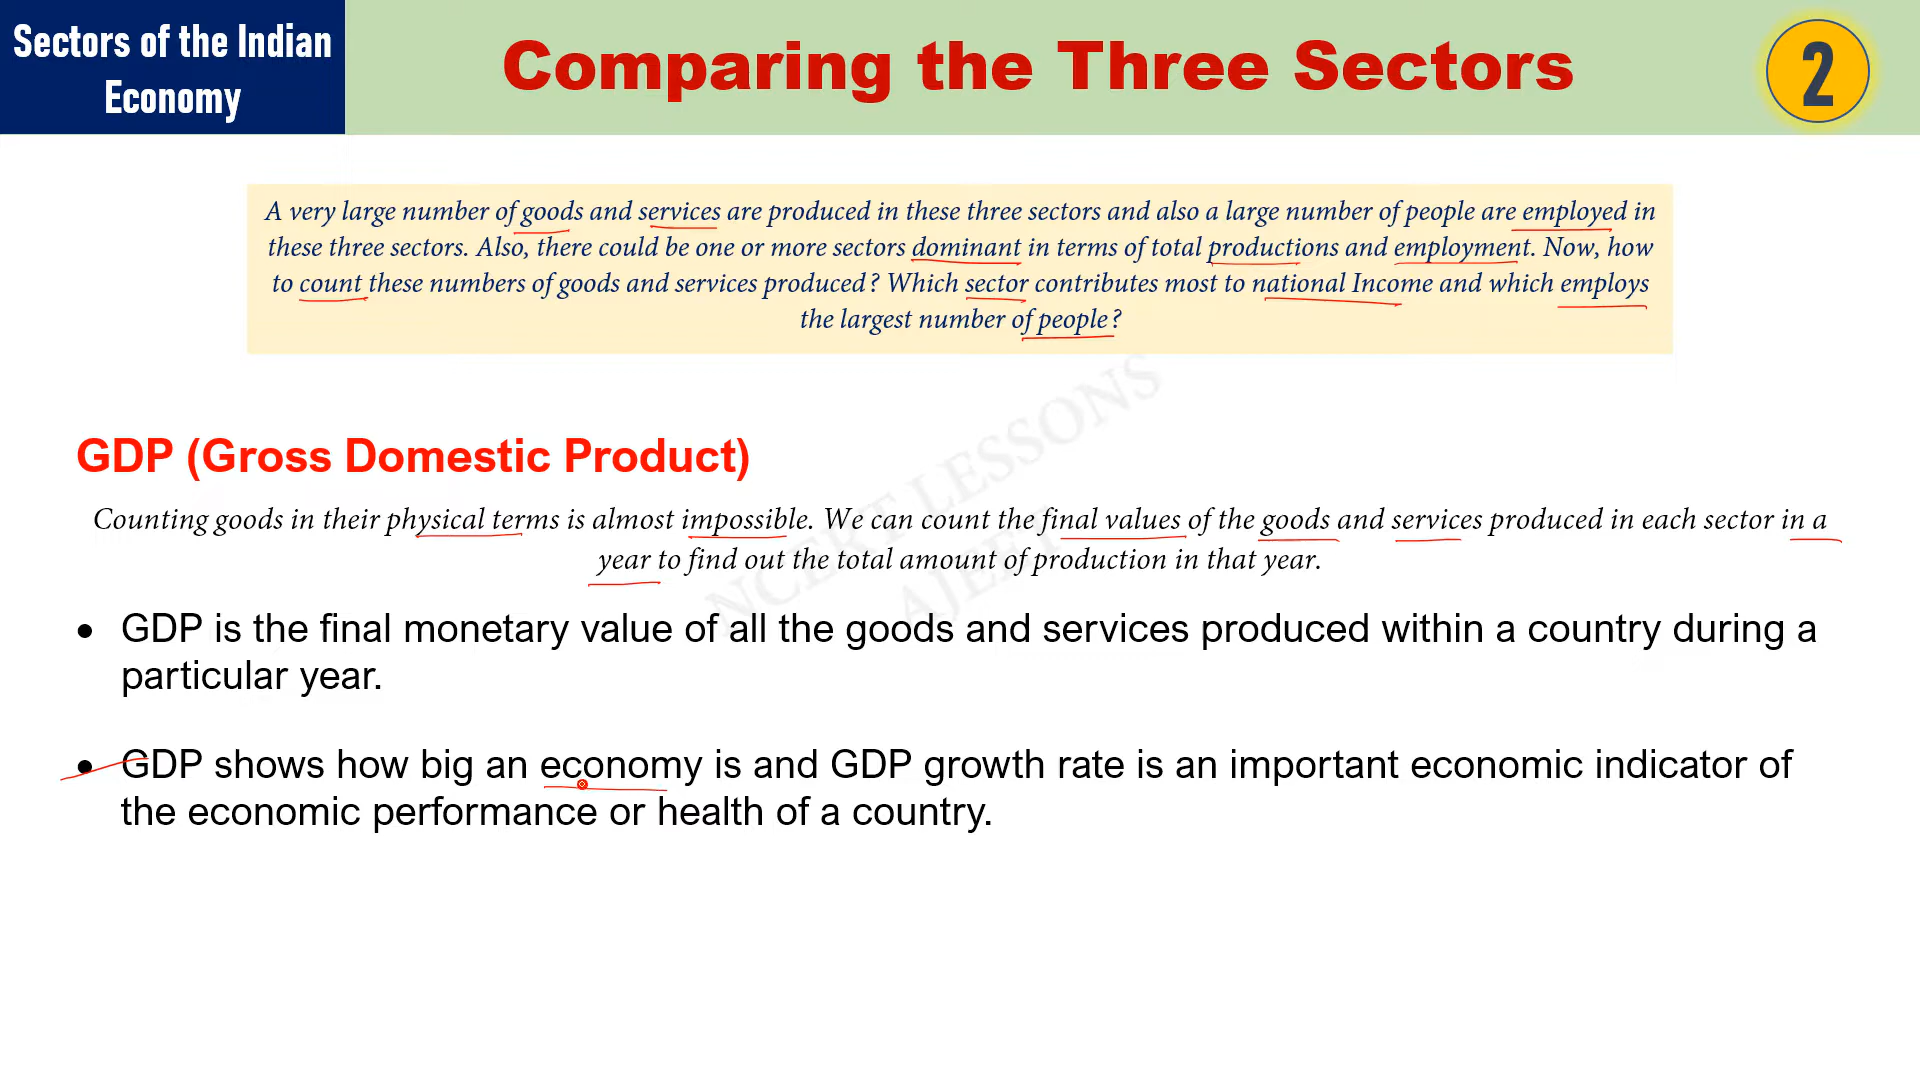 Sectors of the Indian
Economy
Comparing the Three Sectors
2
A very large number of goods and services are produced in these three sectors and also a large number of people are employed in
these three sectors. Also, there could be one or more sectors dominant in terms of total productions and employment. Now, how
to count these numbers of goods and services produced? Which sector contributes most to national Income and which employs
the largest number of people?
GDP (Gross Domestic Product)
Counting goods in their physical terms is almost impossible. We can count the final values of the goods and services produced in each sector in a
year to find out the total amount of production in that year.
• GDP is the final monetary value of all the goods and services produced within a country during a
particular year.
• GDP shows how big an economy is and GDP growth rate is an important economic indicator of
the economic performance or health of a country.
NCERT LESSONS
AJEET